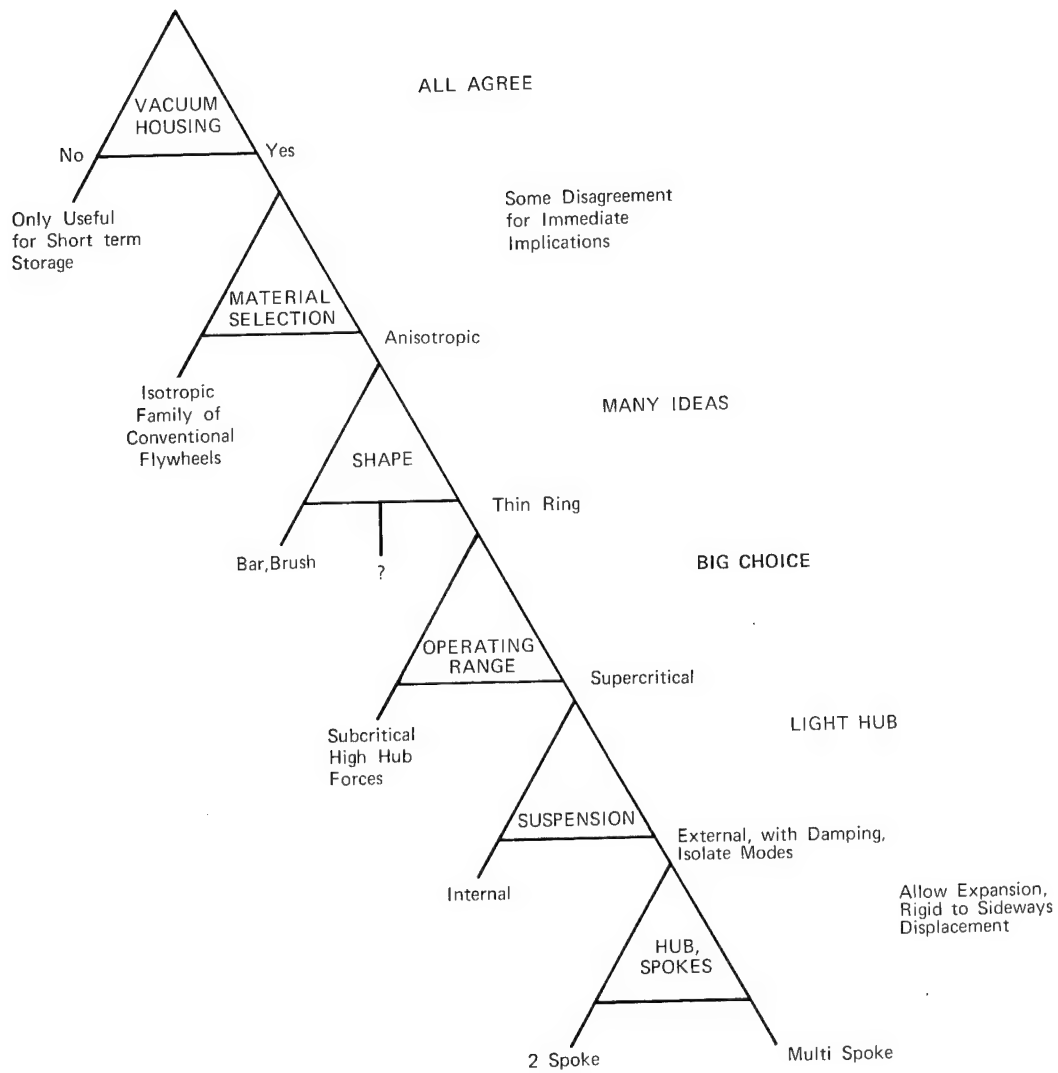 ALL AGREE
VACUUM
HOUSING
No
Yes
Only Useful
for Short term
Storage
Some Disagreement
for Immediate
Implications
MATERIAL
SELECTION
Anisotropic
Isotropic
Family of
Conventional
Flywheels
MANY IDEAS
SHAPE
Thin Ring
Bar,Brush
?
BIG CHOICE
OPERATING
RANGE
Supercritical
Subcritical
High Hub
Forces
LIGHT HUB
SUSPENSION
External, with Damping,
Isolate Modes
Internal
Allow Expansion,
Rigid to Sideways
Displacement
HUB,
SPOKES
2 Spoke
Multi Spoke